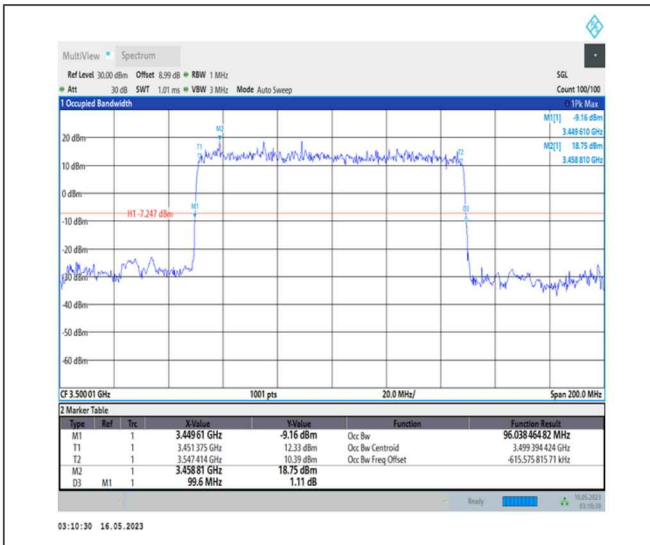 MultiView Spectrum
Ref Level 30.00 dBm Offset 8.99 dB RBW 1 MHz SGL
Att 30 dB SWT 1.01 ms VBW 3 MHz Mode Auto Sweep Count 100/100
1 Occupied Bandwidth 1Pk Max
M1[1] -9.16 dBm
3.449 610 GHz
M2[1] 18.75 dBm
3.458 810 GHz
M2
20 dBm
T1
T2
10 dBm
0 dBm
M1
D3
H1 -7.247 dBm
-10 dBm
-20 dBm
-30 dBm
-40 dBm
-50 dBm
-60 dBm
CF 3.500 01 GHz 1001 pts 20.0 MHz/ Span 200.0 MHz
2 Marker Table
Type Ref Trc X-Value Y-Value Function Function Result
M1 1 3.449 61 GHz -9.16 dBm Occ Bw 96.038 464 82 MHz
T1 1 3.451 375 GHz 12.33 dBm Occ Bw Centroid 3.499 394 424 GHz
T2 1 3.547 414 GHz 10.39 dBm Occ Bw Freq Offset -615.575 815 71 kHz
M2 1 3.458 81 GHz 18.75 dBm
D3 M1 1 99.6 MHz 1.11 dB
Ready 16.05.2023
03:10:30
03:10:30 16.05.2023